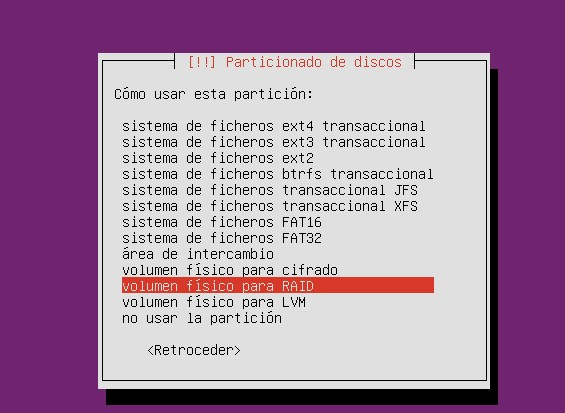 [!!] Particionado de discos
Cómo usar esta partición:
sistema de ficheros ext4 transaccional
sistema de ficheros ext3 transaccional
sistema de ficheros ext2
sistema de ficheros btrfs transaccional
sistema de ficheros transaccional JFS
sistema de ficheros transaccional XFS
sistema de ficheros FAT16
sistema de ficheros FAT32
área de intercambio
volumen físico para cifrado
volumen físico para RAID
volumen físico para LVM
no usar la partición
<Retroceder>